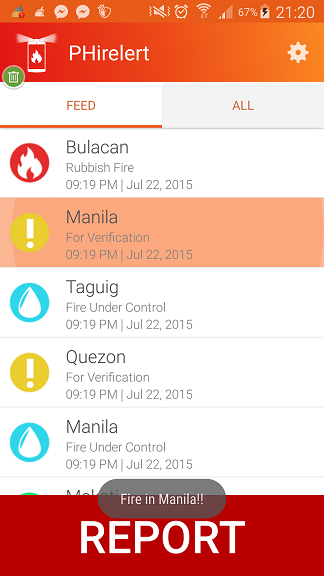 67% 21:20
PHirelert
FEED
ALL
Bulacan
Rubbish Fire
09:19 PM | Jul 22, 2015
Manila
For Verification
09:19 PM | Jul 22, 2015
Taguig
Fire Under Control
09:19 PM | Jul 22, 2015
Quezon
For Verification
09:19 PM | Jul 22, 2015
Manila
Fire Under Control
09:19 PM | Jul 22, 2015
Fire in Manila!!
REPORT